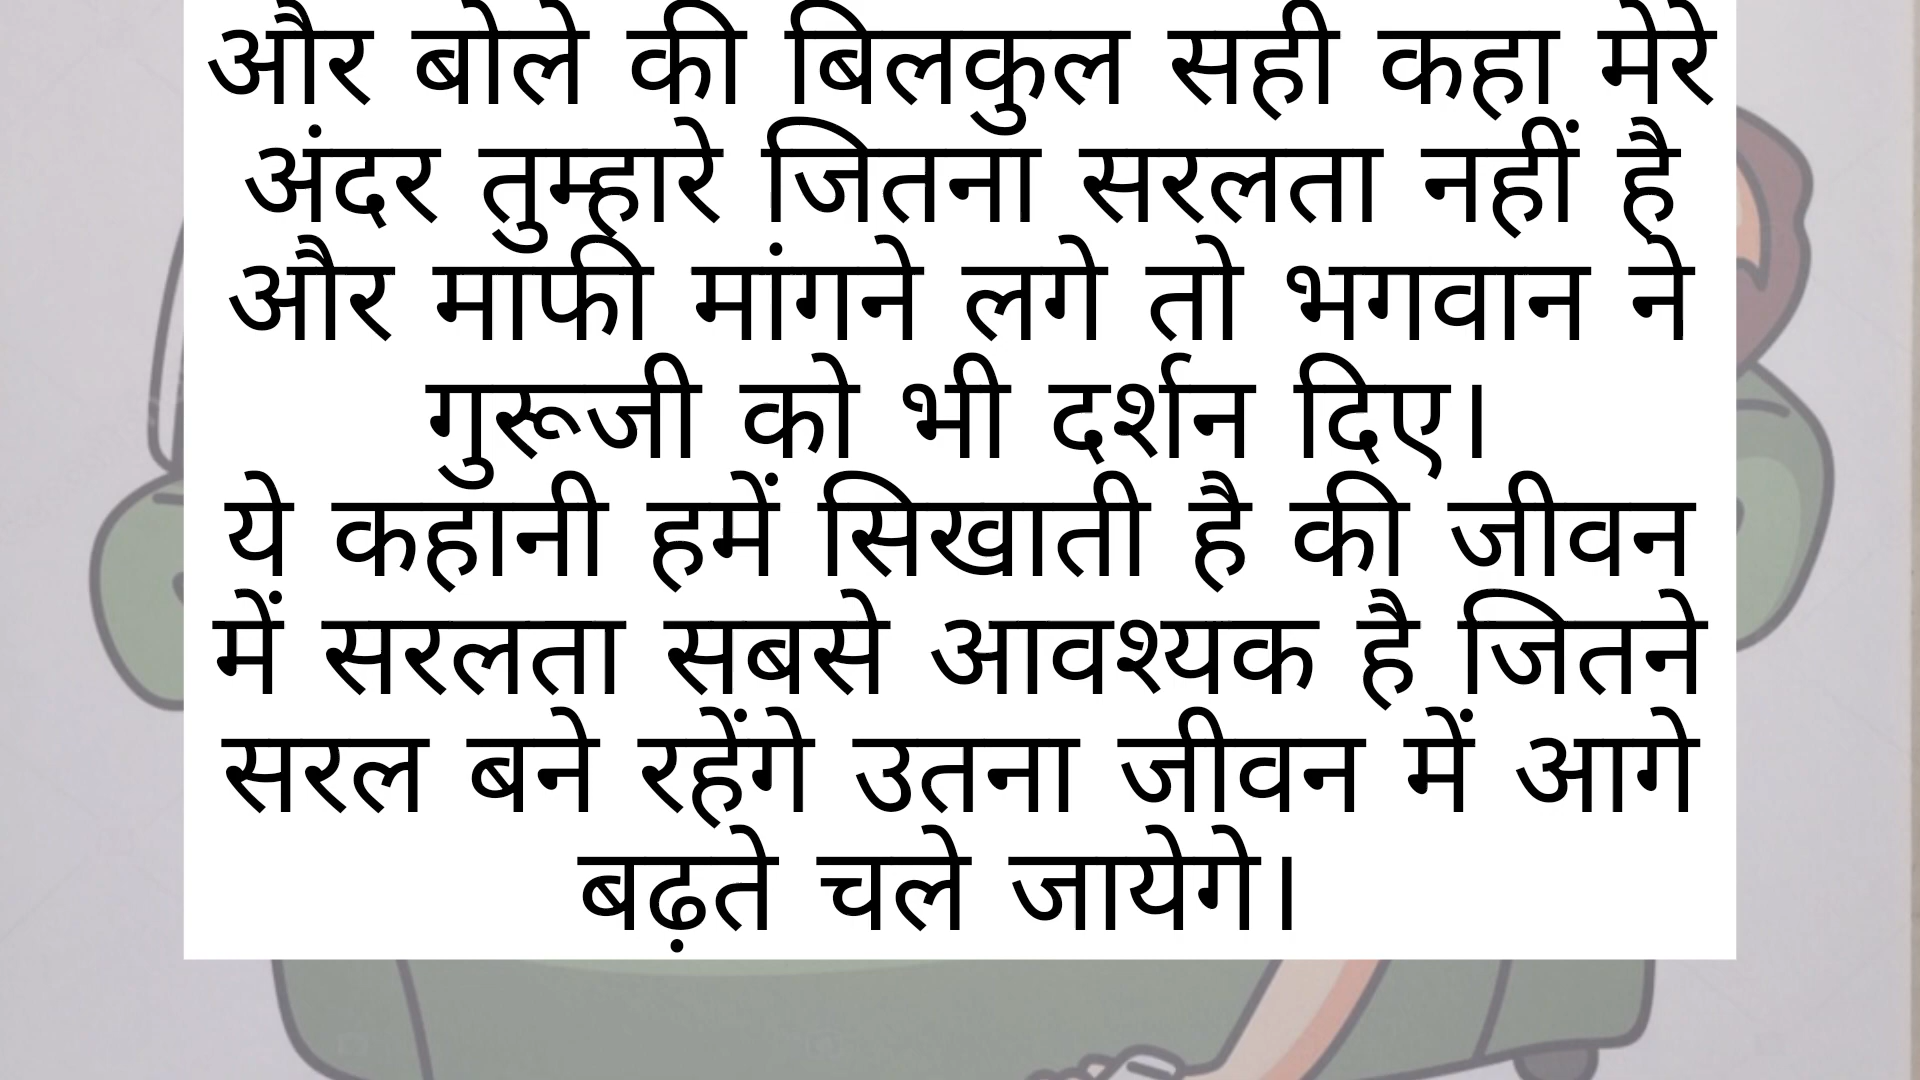 और बोले की बिलकुल सही कहा मेरे
अंदर तुम्हारे जितना सरलता नहीं है
और माफी मांगने लगे तो भगवान ने
गुरूजी को भी दर्शन दिए।
ये कहानी हमें सिखाती है की जीवन
में सरलता सबसे आवश्यक है जितने
सरल बने रहेंगे उतना जीवन में आगे
बढ़ते चले जायेगे।